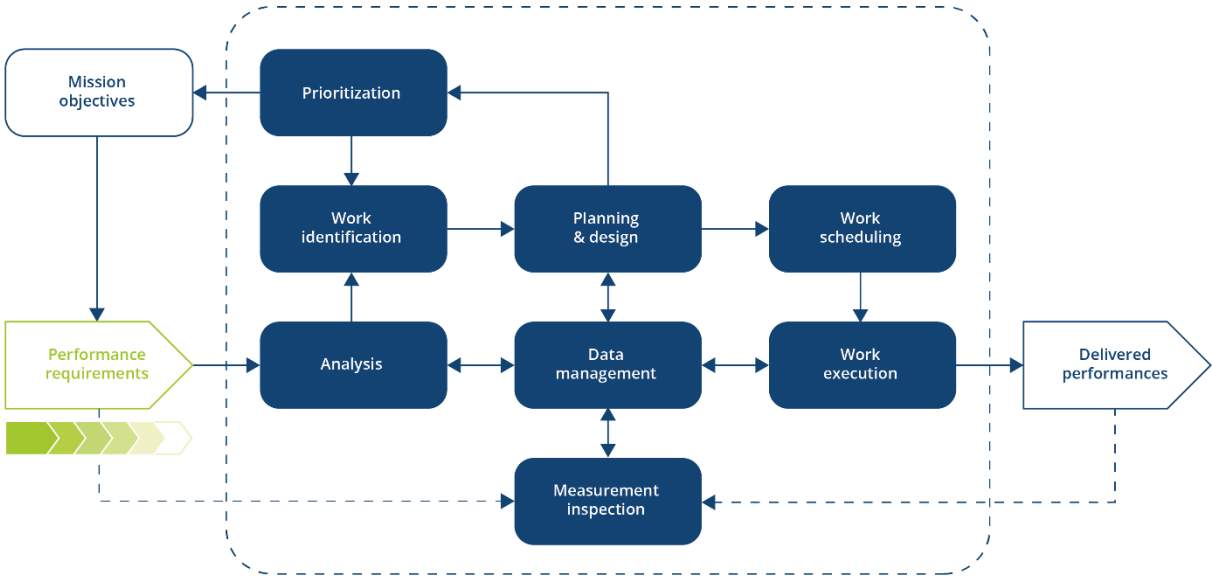 Mission
objectives
Prioritization
Work
identification
Planning
& design
Work
scheduling
Performance
requirements
Analysis
Data
management
Work
execution
Delivered
performances
Measurement
inspection